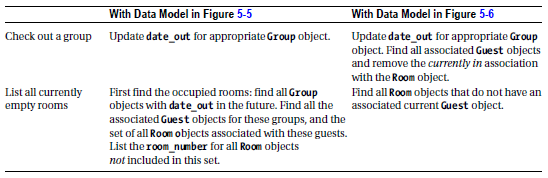 With Data Model in Figure 5-5 With Data Model in Figure 5-6
Check out a group Update date_out for appropriate Group object. Update date_out for appropriate Group
object. Find all associated Guest objects
and remove the currently in association
with the Room object.
List all currently First find the occupied rooms: find all Group Find all Room objects that do not have an
empty rooms objects with date_out in the future. Find all the associated current Guest object.
associated Guest objects for these groups, and the
set of all Room objects associated with these guests.
List the room_number for all Room objects
not included in this set.